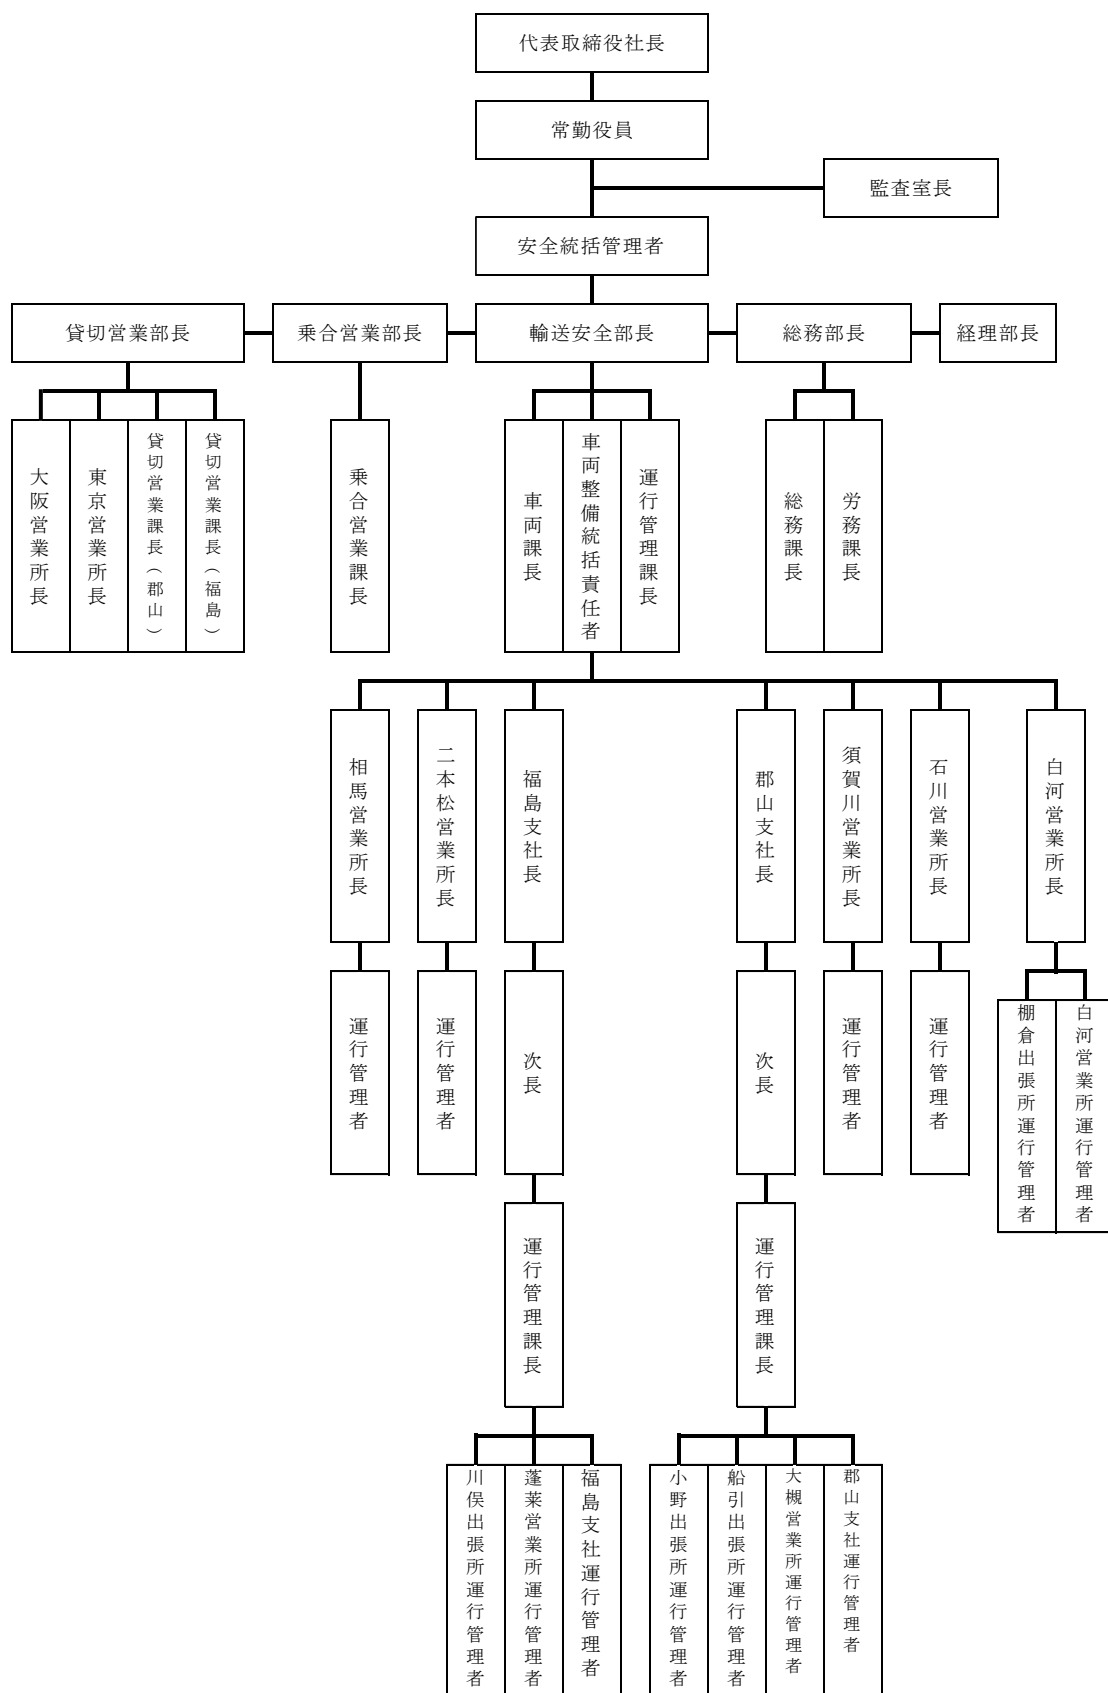 代表取締役社長
常勤役員
監査室長
安全統括管理者
貸切営業部長
乗合営業部長
輸送安全部長
総務部長
経理部長
大阪営業所長
東京営業所長
貸切営業課長（郡山）
貸切営業課長（福島）
乗合営業課長
車両課長
車両整備統括責任者
運行管理課長
総務課長
労務課長
相馬営業所長
二本松営業所長
福島支社長
郡山支社長
須賀川営業所長
石川営業所長
白河営業所長
運行管理者
運行管理者
次長
次長
運行管理者
運行管理者
棚倉出張所運行管理者
白河営業所運行管理者
運行管理課長
運行管理課長
川俣出張所運行管理者
蓬莱営業所運行管理者
福島支社運行管理者
小野出張所運行管理者
船引出張所運行管理者
大槻営業所運行管理者
郡山支社運行管理者